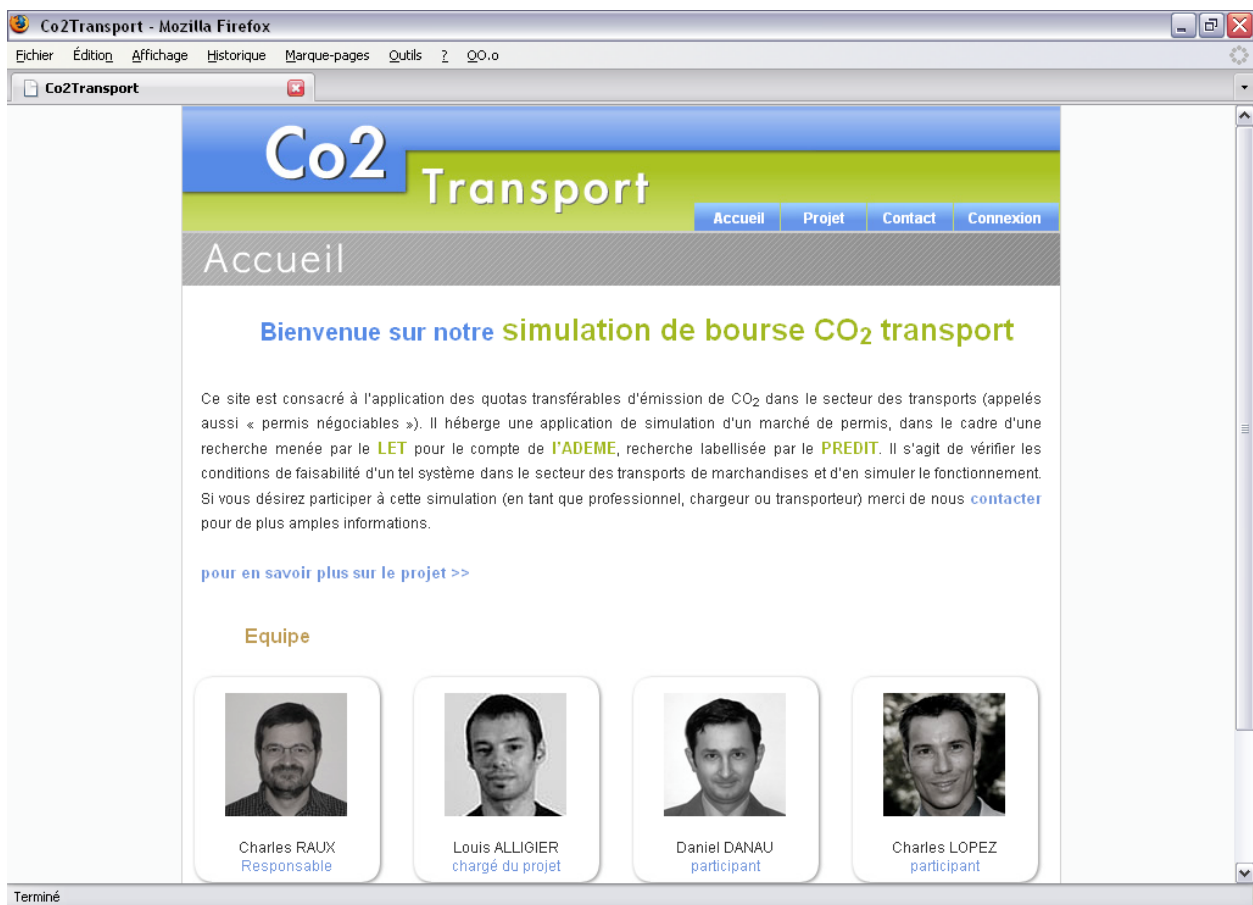 Co2Transport - Mozilla Firefox
Fichier Édition Affichage Historique Marque-pages Outils ? OO.o
Co2Transport
Co2
Transport
Accueil Projet Contact Connexion
Accueil
Bienvenue sur notre simulation de bourse CO₂ transport
Ce site est consacré à l'application des quotas transférables d'émission de CO₂ dans le secteur des transports (appelés
aussi « permis négociables »). Il héberge une application de simulation d'un marché de permis, dans le cadre d'une
recherche menée par le LET pour le compte de l'ADEME, recherche labellisée par le PREDIT. Il s'agit de vérifier les
conditions de faisabilité d'un tel système dans le secteur des transports de marchandises et d'en simuler le fonctionnement.
Si vous désirez participer à cette simulation (en tant que professionnel, chargeur ou transporteur) merci de nous contacter
pour de plus amples informations.
pour en savoir plus sur le projet >>
Equipe
Charles RAUX Louis ALLIGIER Daniel DANAU Charles LOPEZ
Responsable chargé du projet participant participant
Terminé